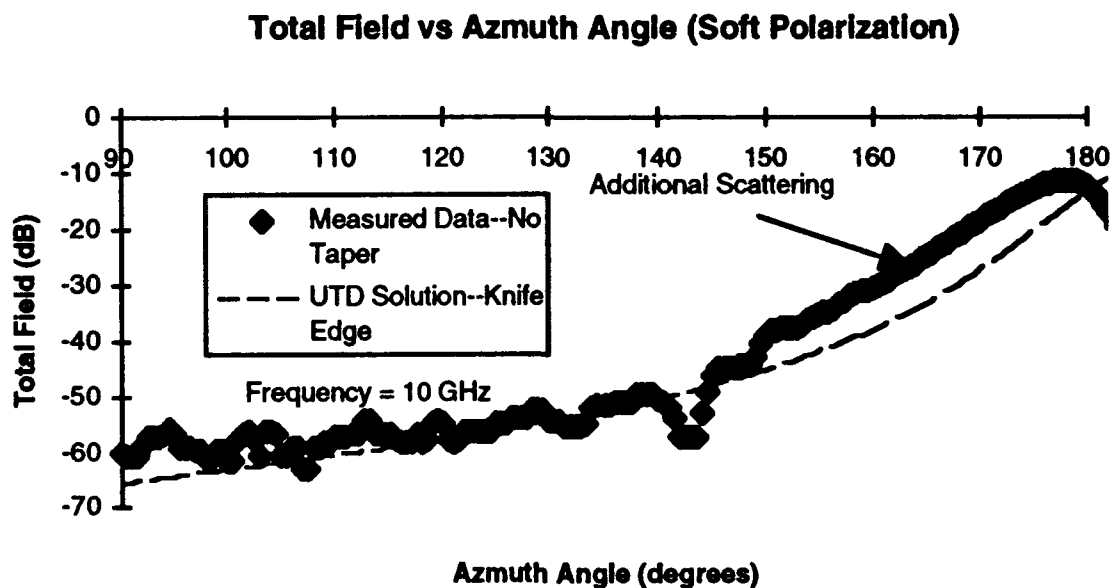 Total Field vs Azimuth Angle (Soft Polarization)
0
90 100 110 120 130 140 150 160 170 180
-10
Additional Scattering
Measured Data--No
Taper
-20
-30
UTD Solution--Knife
Edge
-40
Frequency = 10 GHz
-50
-60
-70
Total Field (dB)
Azimuth Angle (degrees)